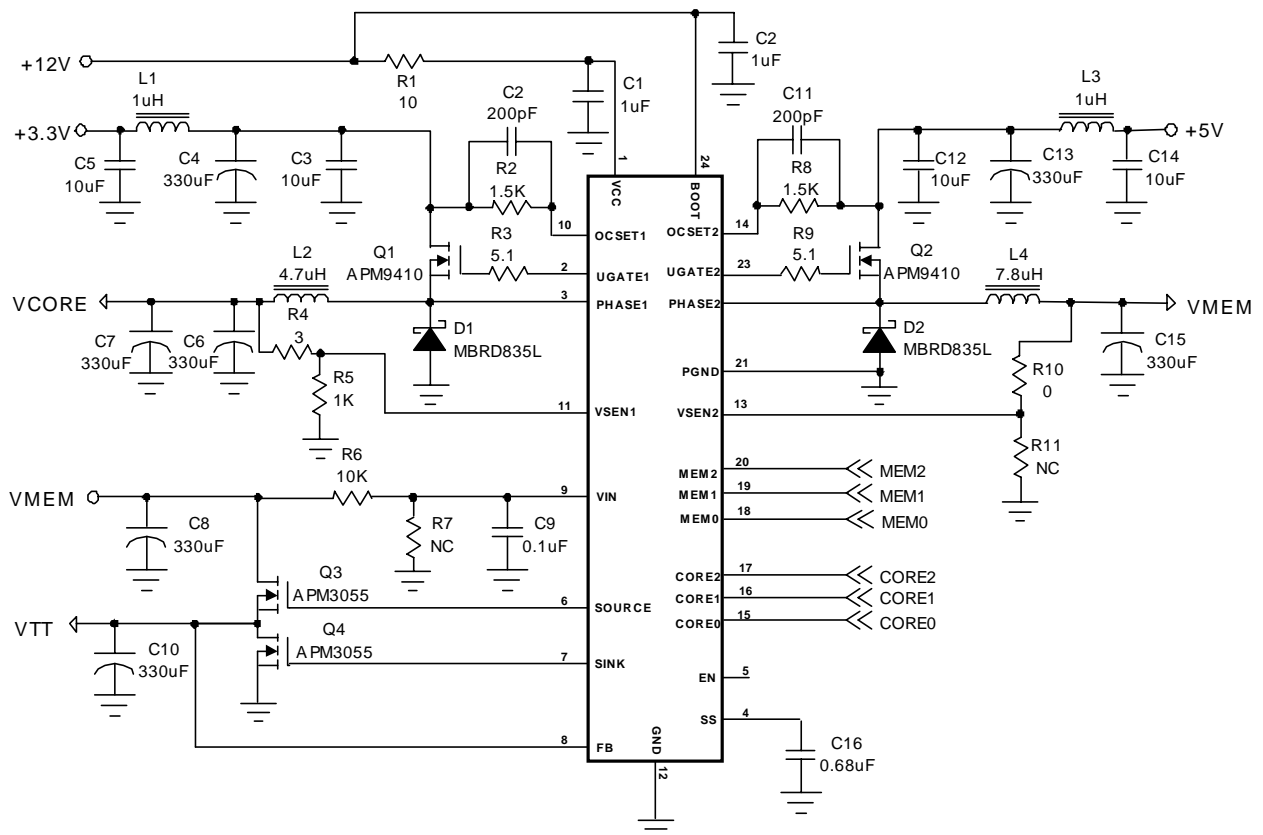 +12V
R1
10
C1
1uF
C2
1uF
L1
1uH
+3.3V
C5
10uF
C4
330uF
C3
10uF
C2
200pF
R2
1.5K
C11
200pF
R8
1.5K
L3
1uH
+5V
C12
10uF
C13
330uF
C14
10uF
1
VCC
24
BOOT
10
OCSET1
OCSET2
14
Q1
APM9410
R3
5.1
2
UGATE1
UGATE2
23
R9
5.1
Q2
APM9410
VCORE
L2
4.7uH
3
PHASE1
PHASE2
L4
7.8uH
VMEM
C7
330uF
C6
330uF
R4
3
R5
1K
D1
MBRD835L
D2
MBRD835L
C15
330uF
PGND
21
R10
0
11
VSEN1
VSEN2
13
R11
NC
VMEM
C8
330uF
R6
10K
R7
NC
C9
0.1uF
9
VIN
MEM2
20
MEM2
MEM1
19
MEM1
MEM0
18
MEM0
Q3
APM3055
6
SOURCE
CORE2
17
CORE2
CORE1
16
CORE1
CORE0
15
CORE0
VTT
C10
330uF
Q4
APM3055
7
SINK
EN
5
SS
4
C16
0.68uF
8
FB
GND
12